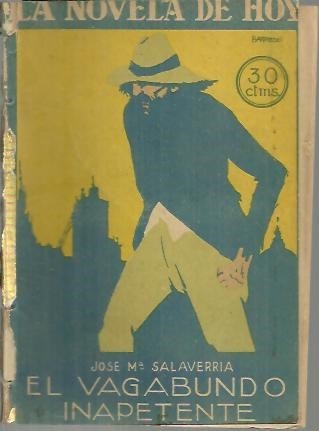 LA NOVELA DE HOY
30
ctms.
JOSE Mª SALAVERRIA
EL VAGABUNDO
INAPETENTE